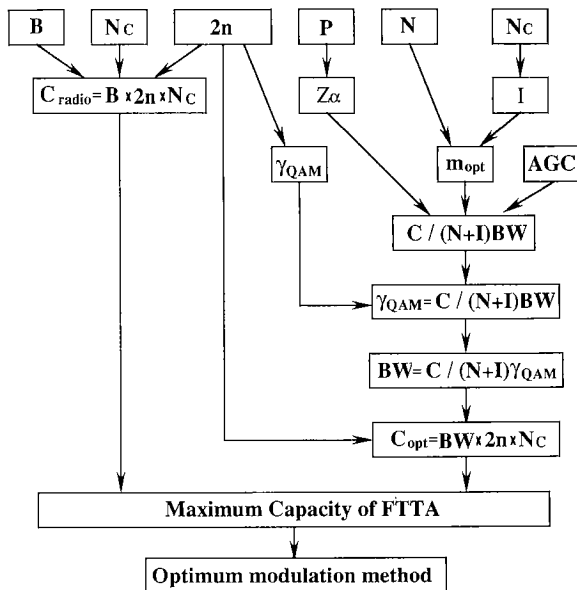 B
Nc
2n
P
N
Nc
C radio = B × 2n × Nc
Zα
I
γQAM
mopt
AGC
C / (N+I)BW
γQAM= C / (N+I)BW
BW= C / (N+I)γQAM
Copt= BW × 2n × Nc
Maximum Capacity of FTTA
Optimum modulation method